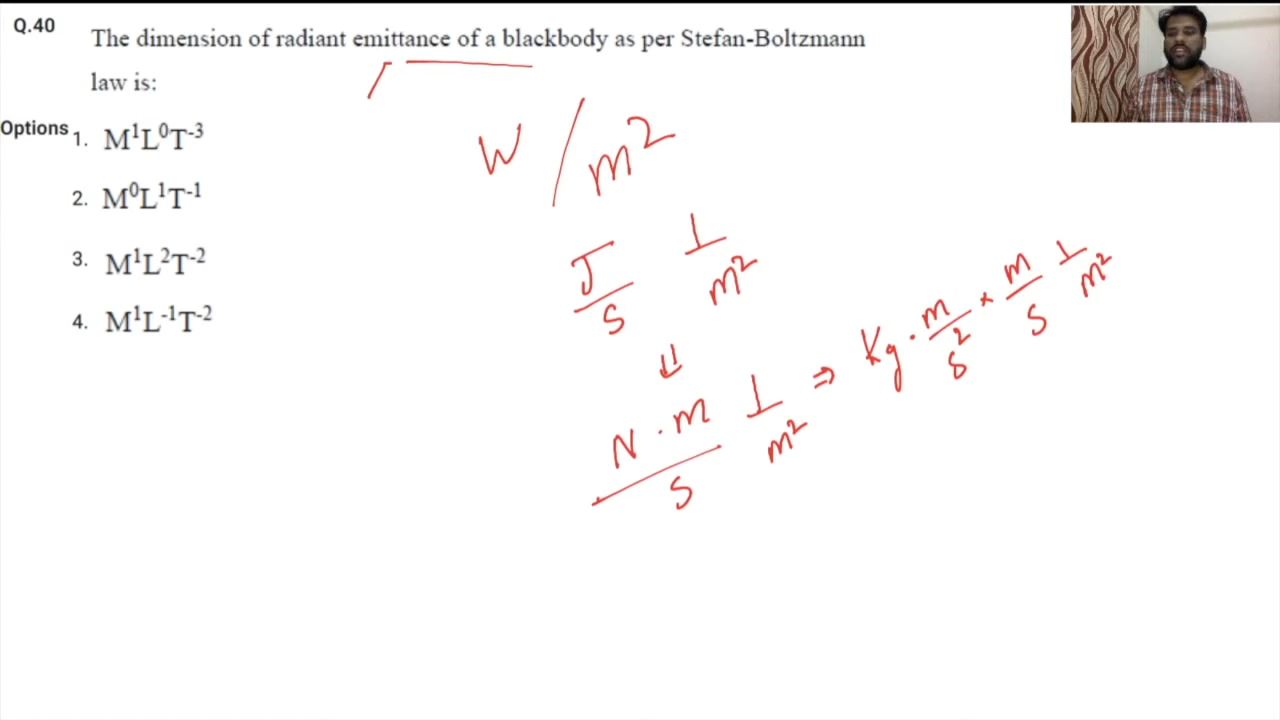 Q.40
The dimension of radiant emittance of a blackbody as per Stefan-Boltzmann
law is:
Options
1. M¹L⁰T⁻³
2. M⁰L¹T⁻¹
3. M¹L²T⁻²
4. M¹L⁻¹T⁻²
W / m²
J/s 1/m²
⇓
N · m / s 1/m² ⇒ Kg · m/s² × m/s 1/m²